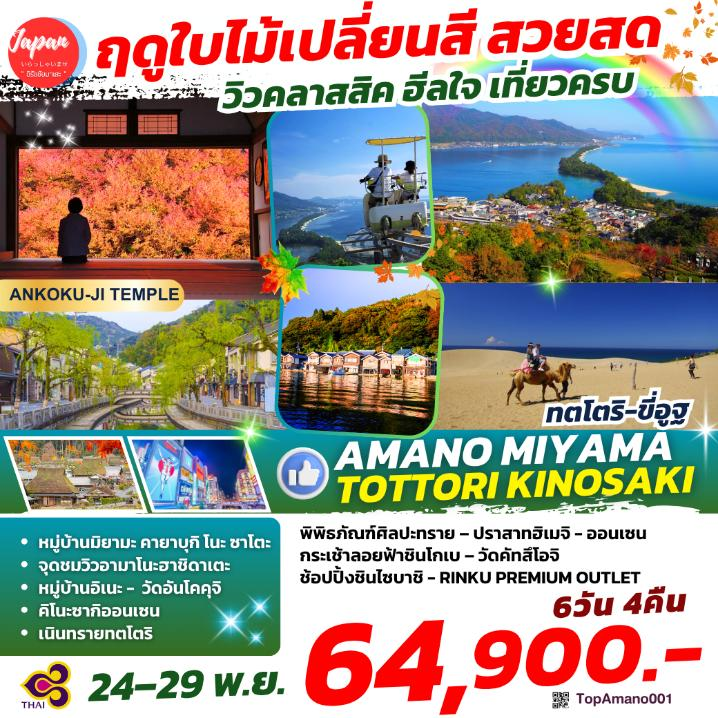 Japan
いらっしゃいませ
" อิรัชชัยมาเซะ "
ฤดูใบไม้เปลี่ยนสี สวยสด
วิวคลาสสิค ฮีลใจ เที่ยวครบ
ANKOKU-JI TEMPLE
ทตโตริ-ขี่อูฐ
AMANO MIYAMA
TOTTORI KINOSAKI
• หมู่บ้านมิยามะ คายาบุกิ โนะ ซาโตะ
• จุดชมวิวอามาโนะฮาชิดาเตะ
• หมู่บ้านอิเนะ - วัดอันโคคุจิ
• คิโนะซากิออนเซน
• เนินทรายทตโตริ
พิพิธภัณฑ์ศิลปะทราย – ปราสาทฮิเมจิ - ออนเซน
กระเช้าลอยฟ้าชินโกเบ – วัดคัทสึโอจิ
ช้อปปิ้งชินไซบาชิ - RINKU PREMIUM OUTLET
6วัน 4คืน
64,900.-
THAI
24–29 พ.ย.
TopAmano001